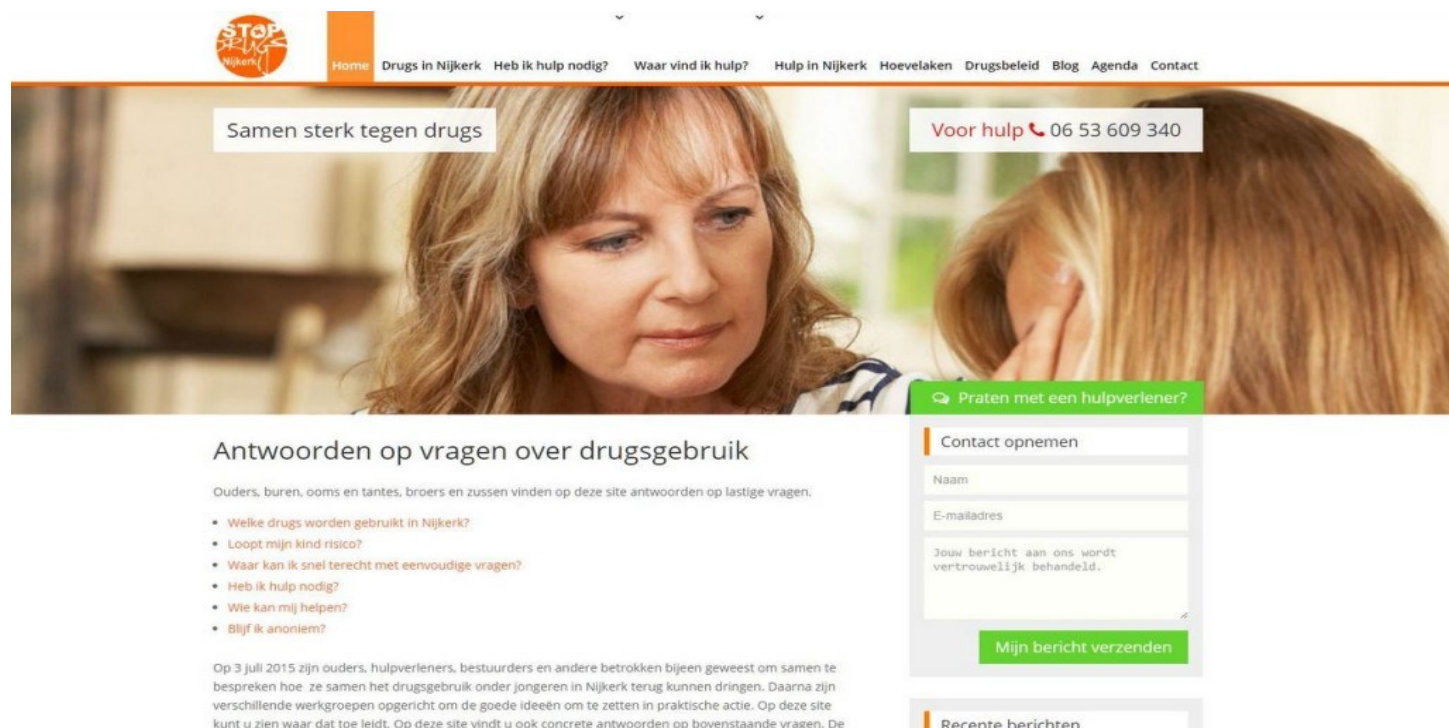 STOP
DRUGS
Nijkerk
Home Drugs in Nijkerk Heb ik hulp nodig? Waar vind ik hulp? Hulp in Nijkerk Hoevelaken Drugsbeleid Blog Agenda Contact
Samen sterk tegen drugs
Voor hulp 06 53 609 340
Praten met een hulpverlener?
Antwoorden op vragen over drugsgebruik
Ouders, buren, ooms en tantes, broers en zussen vinden op deze site antwoorden op lastige vragen.
Welke drugs worden gebruikt in Nijkerk?
Loopt mijn kind risico?
Waar kan ik snel terecht met eenvoudige vragen?
Heb ik hulp nodig?
Wie kan mij helpen?
Blijf ik anoniem?
Op 3 juli 2015 zijn ouders, hulpverleners, bestuurders en andere betrokken bijeen geweest om samen te
bespreken hoe ze samen het drugsgebruik onder jongeren in Nijkerk terug kunnen dringen. Daarna zijn
verschillende werkgroepen opgericht om de goede ideeën om te zetten in praktische actie. Op deze site
kunt u zien waar dat toe leidt. Op deze site vindt u ook concrete antwoorden op bovenstaande vragen. De
Contact opnemen
Naam
E-mailadres
Jouw bericht aan ons wordt
vertrouwelijk behandeld.
Mijn bericht verzenden
Recente berichten